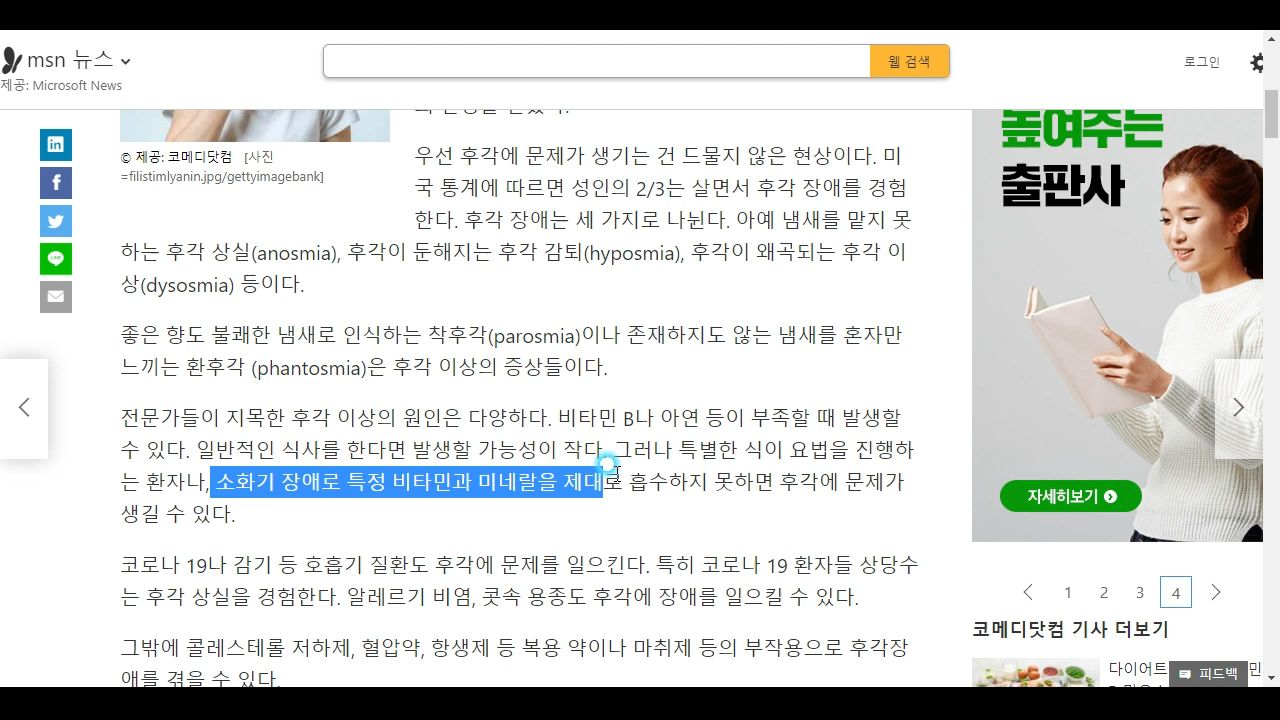 msn 뉴스
제공: Microsoft News
웹 검색
로그인
© 제공: 코메디닷컴 [사진
=filistimlyanin.jpg/gettyimagebank]
우선 후각에 문제가 생기는 건 드물지 않은 현상이다. 미
국 통계에 따르면 성인의 2/3는 살면서 후각 장애를 경험
한다. 후각 장애는 세 가지로 나뉜다. 아예 냄새를 맡지 못
하는 후각 상실(anosmia), 후각이 둔해지는 후각 감퇴(hyposmia), 후각이 왜곡되는 후각 이
상(dysosmia) 등이다.
좋은 향도 불쾌한 냄새로 인식하는 착후각(parosmia)이나 존재하지도 않는 냄새를 혼자만
느끼는 환후각 (phantosmia)은 후각 이상의 증상들이다.
전문가들이 지목한 후각 이상의 원인은 다양하다. 비타민 B나 아연 등이 부족할 때 발생할
수 있다. 일반적인 식사를 한다면 발생할 가능성이 작다. 그러나 특별한 식이 요법을 진행하
는 환자나, 소화기 장애로 특정 비타민과 미네랄을 제대로 흡수하지 못하면 후각에 문제가
생길 수 있다.
코로나 19나 감기 등 호흡기 질환도 후각에 문제를 일으킨다. 특히 코로나 19 환자들 상당수
는 후각 상실을 경험한다. 알레르기 비염, 콧속 용종도 후각에 장애를 일으킬 수 있다.
그밖에 콜레스테롤 저하제, 혈압약, 항생제 등 복용 약이나 마취제 등의 부작용으로 후각장
애를 겪을 수 있다.
높여주는
출판사
자세히보기
1 2 3 4
코메디닷컴 기사 더보기
다이어트
피드백
민